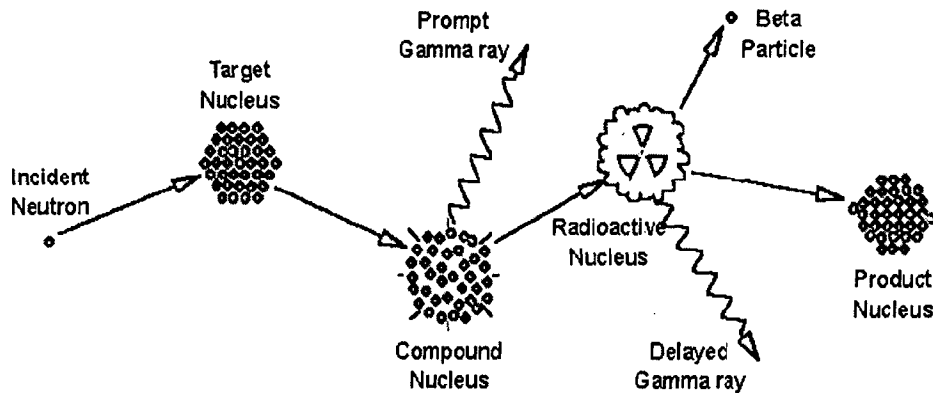 Incident
Neutron
Target
Nucleus
Prompt
Gamma ray
Compound
Nucleus
Radioactive
Nucleus
Beta
Particle
Delayed
Gamma ray
Product
Nucleus